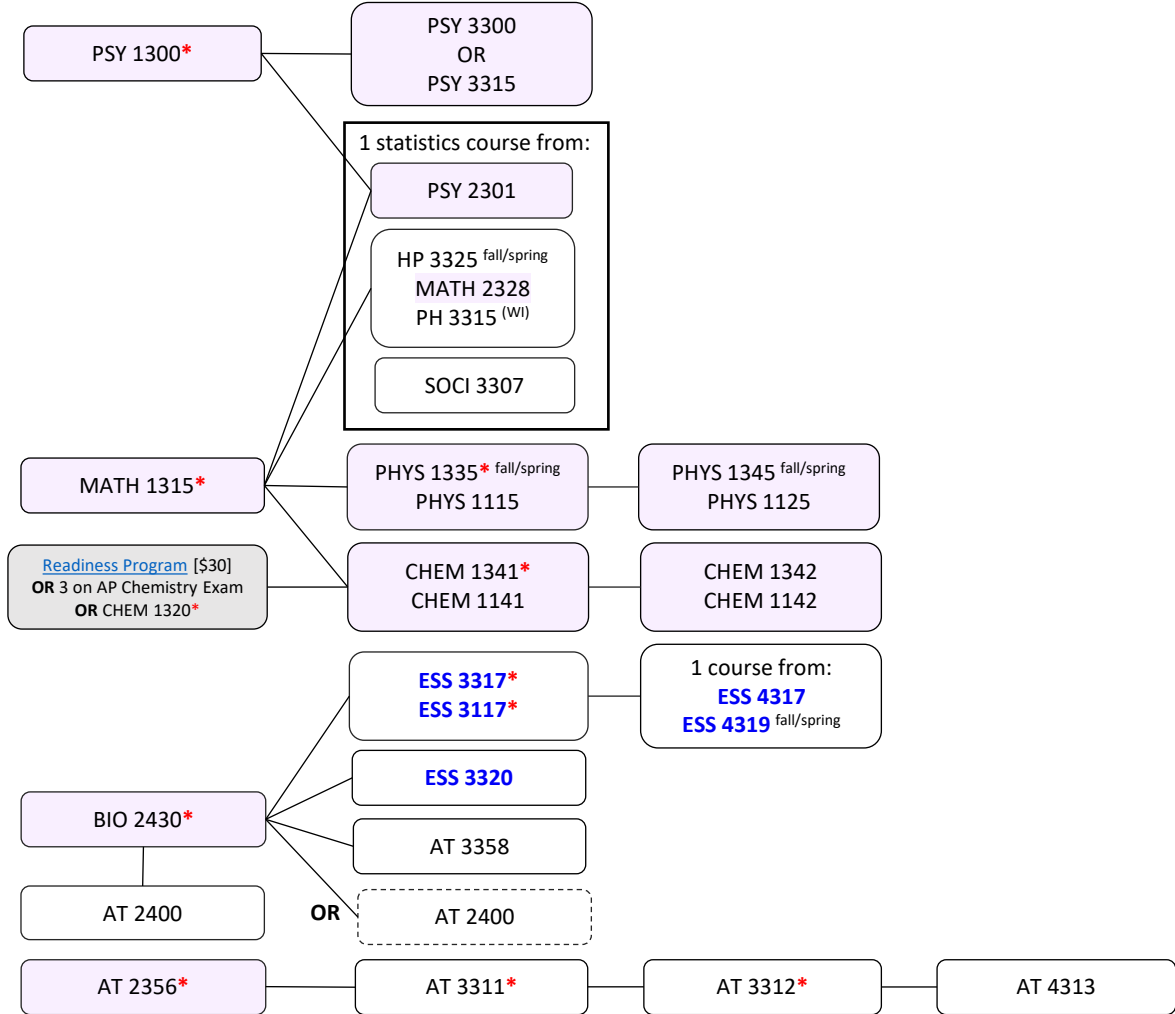 PSY 1300*
PSY 3300
OR
PSY 3315
1 statistics course from:
PSY 2301
HP 3325 fall/spring
MATH 2328
PH 3315 (WI)
SOCI 3307
MATH 1315*
PHYS 1335* fall/spring
PHYS 1115
PHYS 1345 fall/spring
PHYS 1125
Readiness Program [$30]
OR 3 on AP Chemistry Exam
OR CHEM 1320*
CHEM 1341*
CHEM 1141
CHEM 1342
CHEM 1142
ESS 3317*
ESS 3117*
1 course from:
ESS 4317
ESS 4319 fall/spring
ESS 3320
BIO 2430*
AT 3358
AT 2400
OR
AT 2400
AT 2356*
AT 3311*
AT 3312*
AT 4313